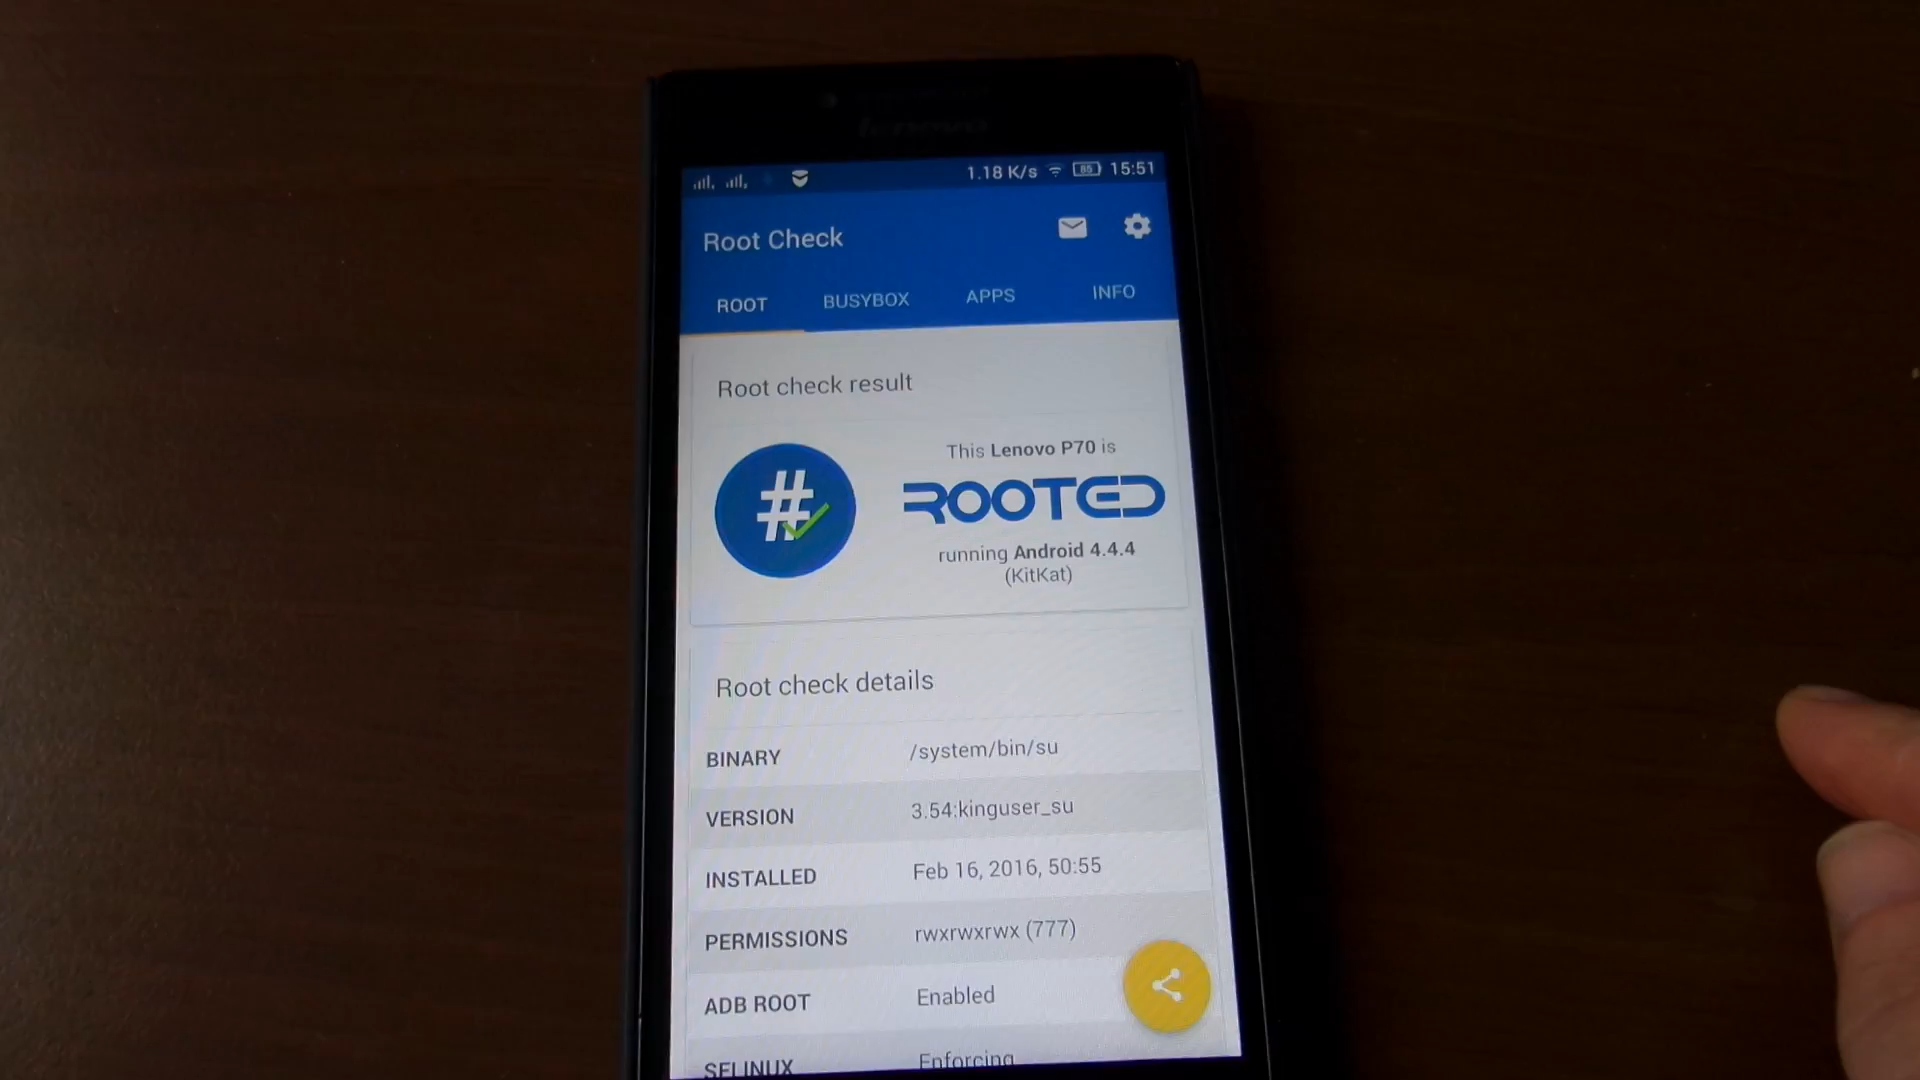 1.18 K/s 85 15:51
Root Check
ROOT BUSYBOX APPS INFO
Root check result
This Lenovo P70 is
ROOTED
running Android 4.4.4
(KitKat)
Root check details
BINARY /system/bin/su
VERSION 3.54:kinguser_su
INSTALLED Feb 16, 2016, 50:55
PERMISSIONS rwxrwxrwx (777)
ADB ROOT Enabled
SELINUX Enforcing